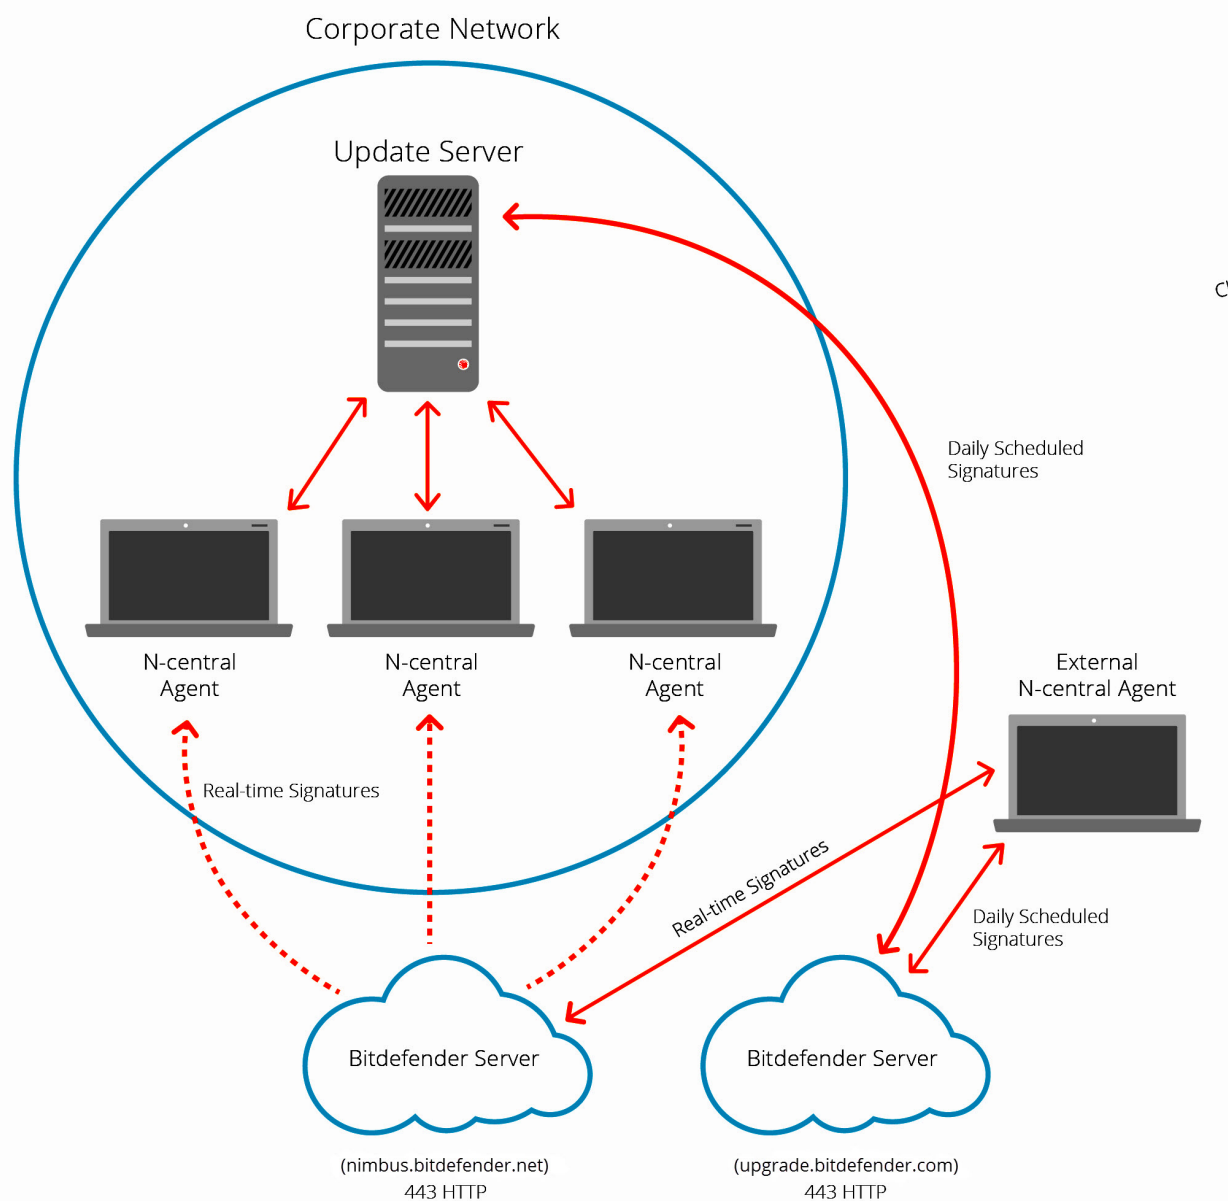 Corporate Network
Update Server
Daily Scheduled
Signatures
N-central
Agent
N-central
Agent
N-central
Agent
External
N-central Agent
Real-time Signatures
Real-time Signatures
Daily Scheduled
Signatures
Bitdefender Server
Bitdefender Server
(nimbus.bitdefender.net)
443 HTTP
(upgrade.bitdefender.com)
443 HTTP